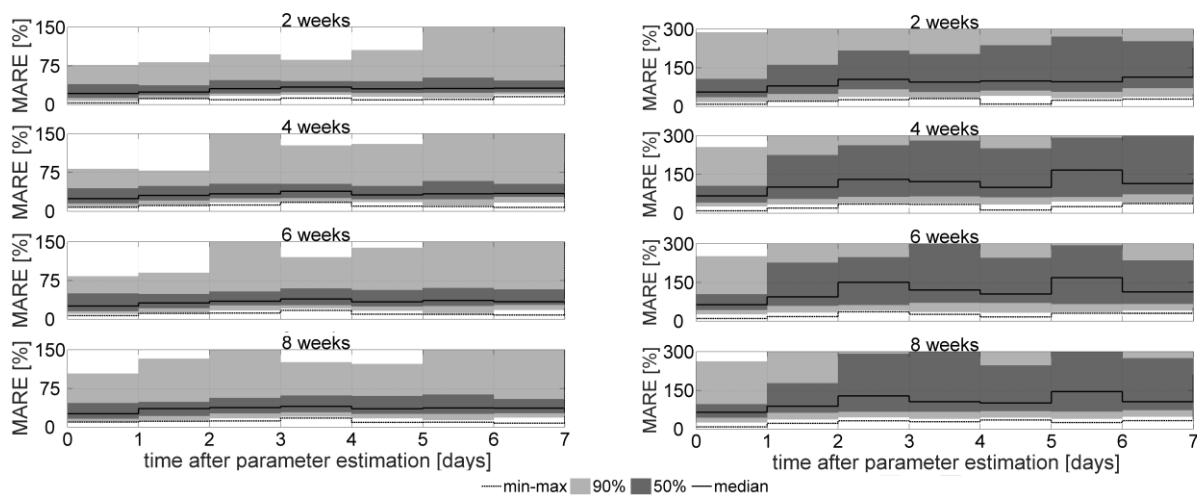 2 weeks
MARE [%]
150
75
0
4 weeks
MARE [%]
150
75
0
6 weeks
MARE [%]
150
75
0
MARE [%]
8 weeks
150
75
0
0 1 2 3 4 5 6 7
time after parameter estimation [days]
2 weeks
MARE [%]
300
150
0
4 weeks
MARE [%]
300
150
0
6 weeks
MARE [%]
300
150
0
8 weeks
MARE [%]
300
150
0
0 1 2 3 4 5 6 7
time after parameter estimation [days]
min-max 90% 50% median